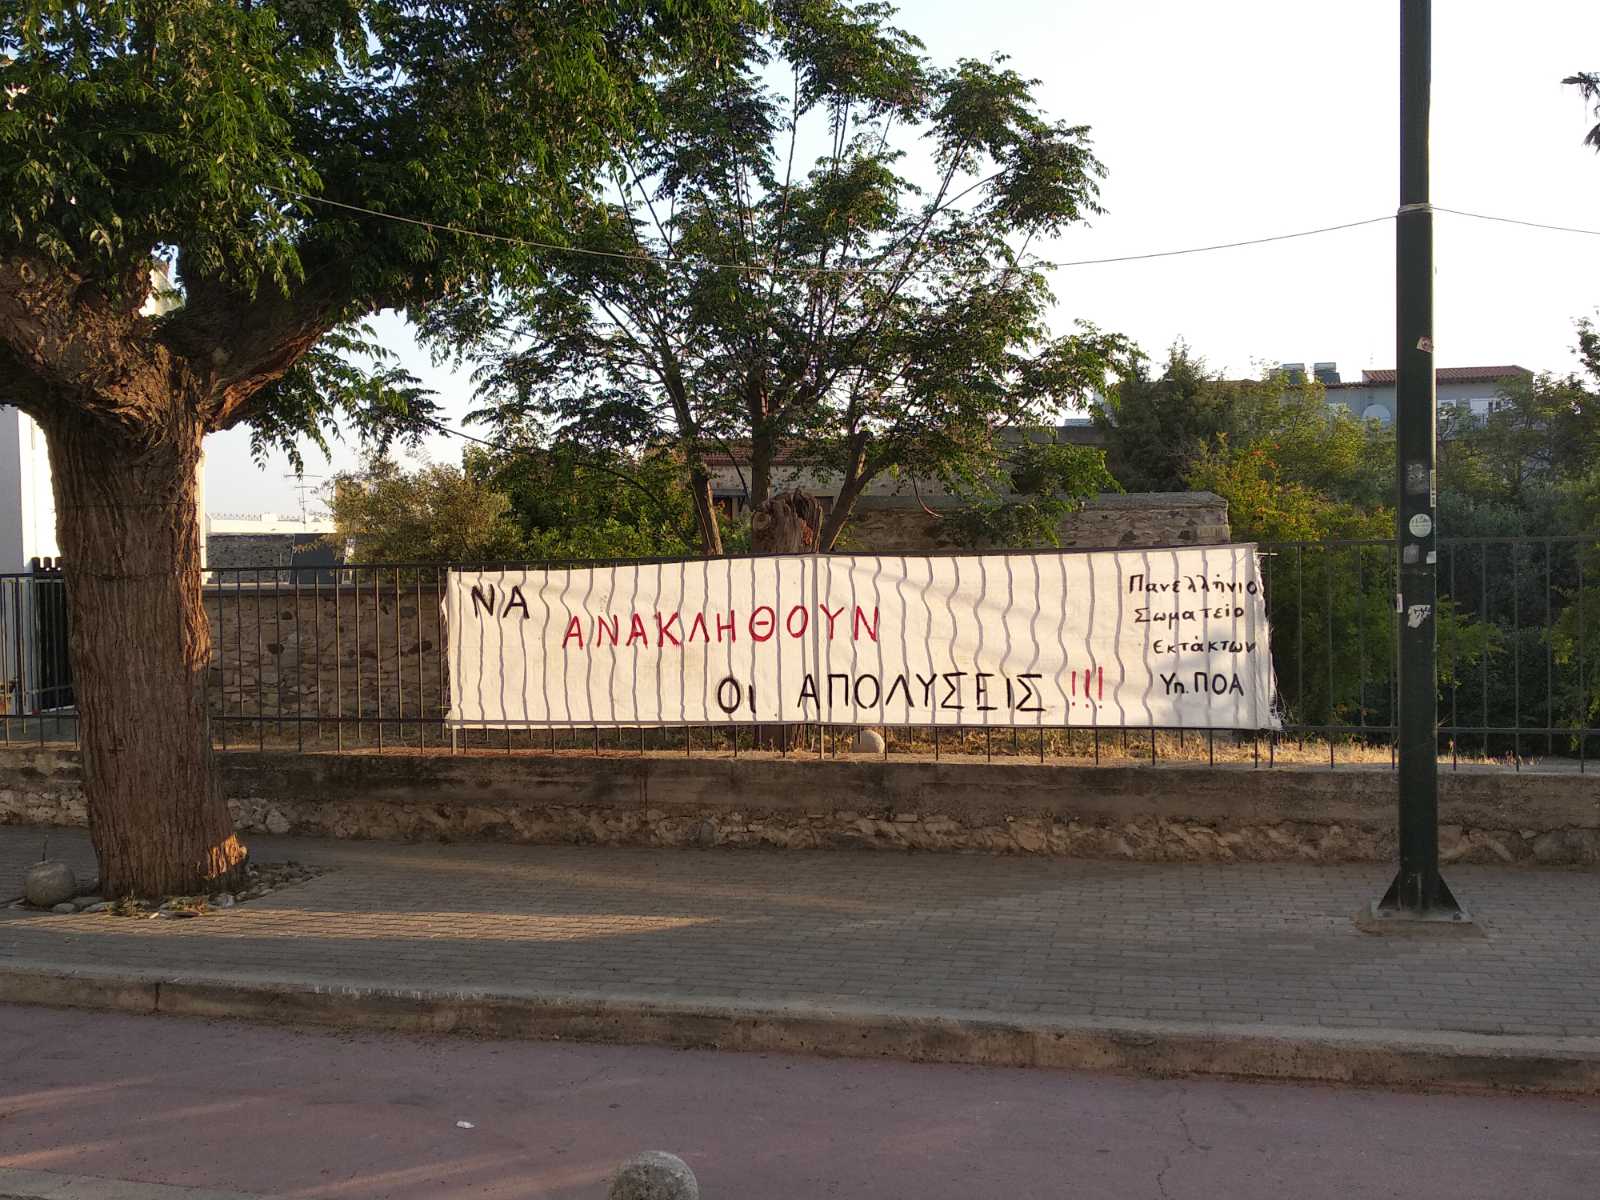 ΝΑ
ΑΝΑΚΛΗΘΟΥΝ
ΟΙ ΑΠΟΛΥΣΕΙΣ !!!
Πανελλήνιο
Σωματείο
Εκτάκτων
Υπ. ΠΟΑ